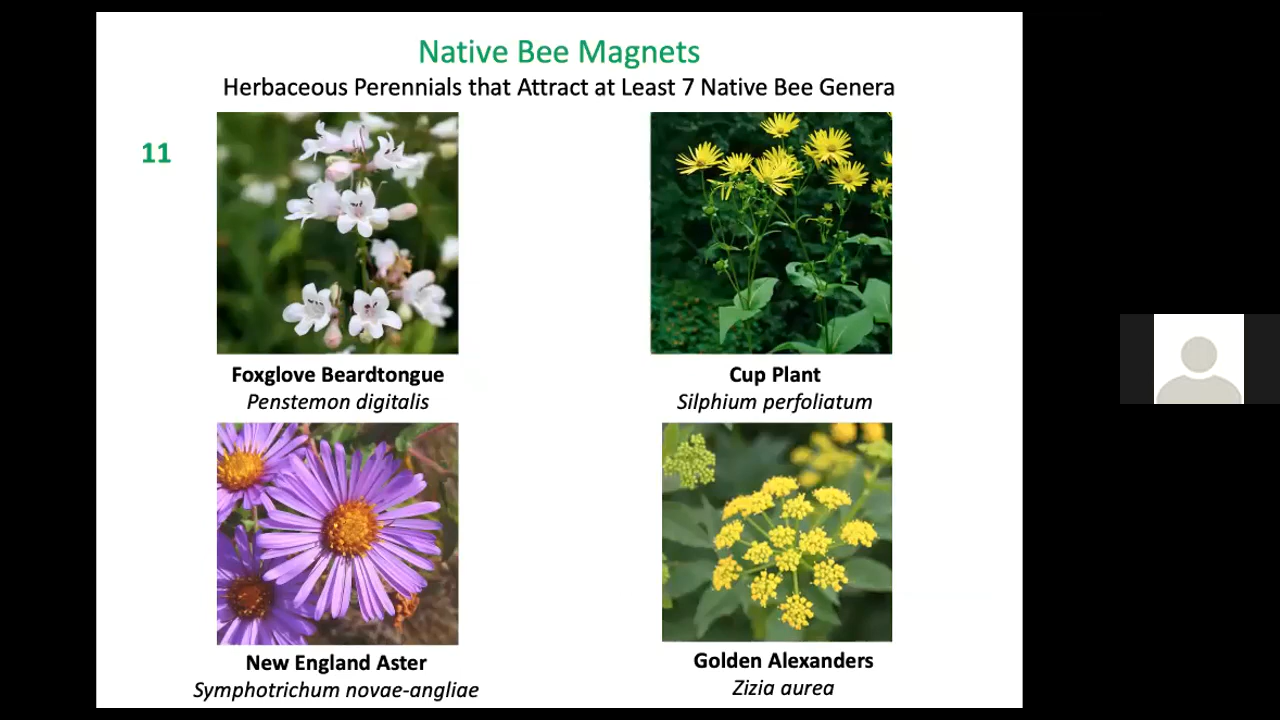 Native Bee Magnets
Herbaceous Perennials that Attract at Least 7 Native Bee Genera
11
Foxglove Beardtongue
Penstemon digitalis
Cup Plant
Silphium perfoliatum
New England Aster
Symphotrichum novae-angliae
Golden Alexanders
Zizia aurea